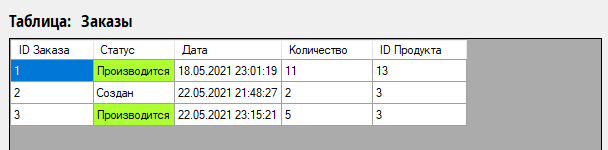 Таблица: Заказы
ID Заказа Статус Дата Количество ID Продукта
1 Производится 18.05.2021 23:01:19 11 13
2 Создан 22.05.2021 21:48:27 2 3
3 Производится 22.05.2021 23:15:21 5 3